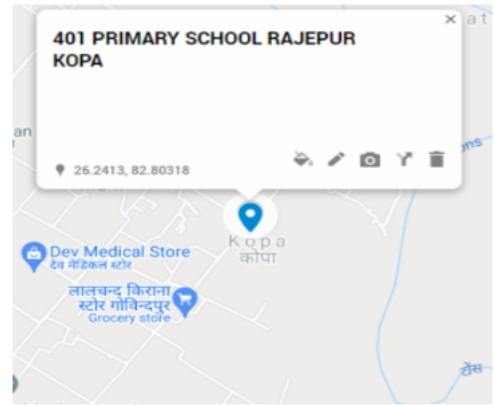 401 PRIMARY SCHOOL RAJEPUR
KOPA
26.2413, 82.80318
Kopa
कोपा
Dev Medical Store
देव मेडिकल स्टोर
लालचन्द किराना
स्टोर गोविन्दपुर
Grocery store
टोंस